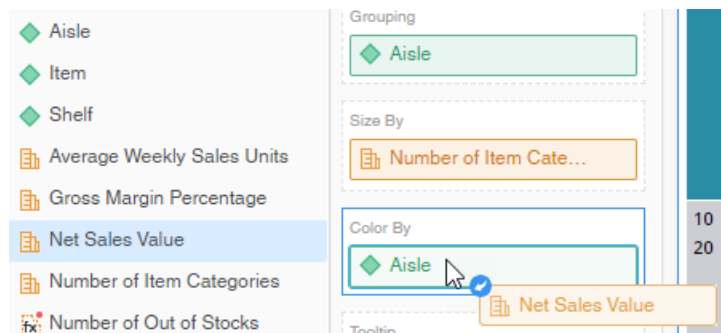 Aisle
Item
Shelf
Average Weekly Sales Units
Gross Margin Percentage
Net Sales Value
Number of Item Categories
Number of Out of Stocks
Grouping
Aisle
Size By
Number of Item Cate...
Color By
Aisle
Net Sales Value
Tooltip
10
20